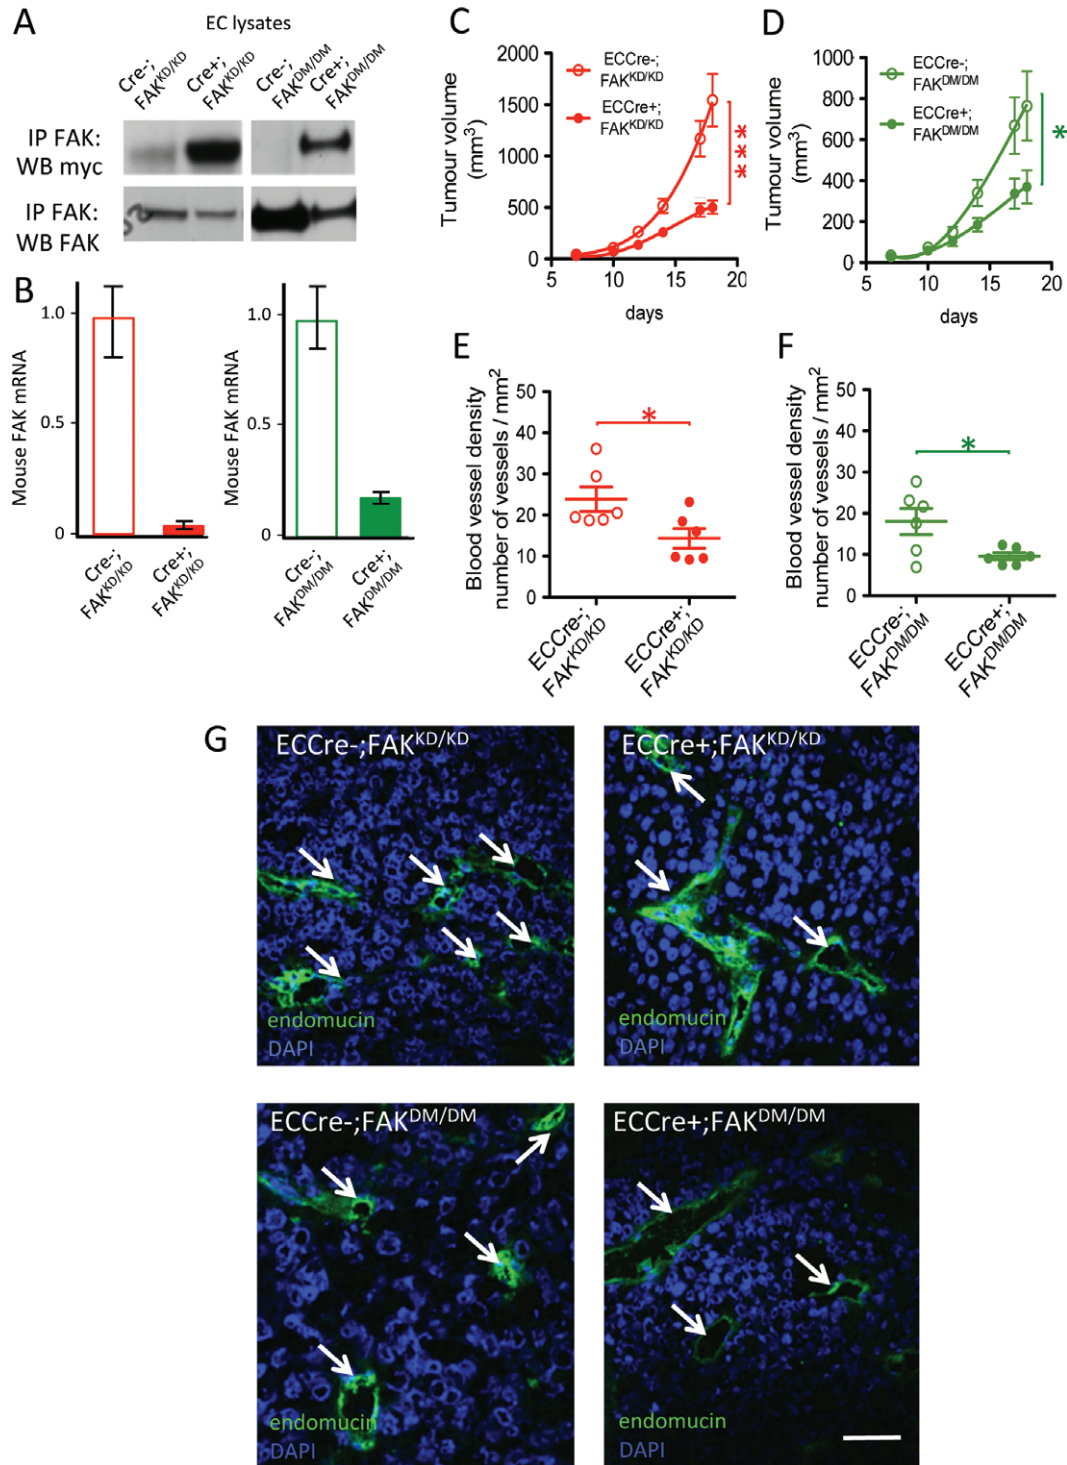 A
EC lysates
Cre-;
FAKKD/KD
Cre+;
FAKKD/KD
Cre-;
FAKDM/DM
Cre+;
FAKDM/DM
IP FAK:
WB myc
IP FAK:
WB FAK
B
Mouse FAK mRNA
1.0
0.5
0
Cre-;
FAKKD/KD
Cre+;
FAKKD/KD
Mouse FAK mRNA
1.0
0.5
0
Cre-;
FAKDM/DM
Cre+;
FAKDM/DM
C
Tumour volume
(mm3)
2000
1500
1000
500
0
5 10 15 20
days
ECCre-;
FAKKD/KD
ECCre+;
FAKKD/KD
***
D
Tumour volume
(mm3)
1000
800
600
400
200
0
5 10 15 20
days
ECCre-;
FAKDM/DM
ECCre+;
FAKDM/DM
*
E
Blood vessel density
number of vessels / mm2
50
40
30
20
10
0
*
ECCre-;
FAKKD/KD
ECCre+;
FAKKD/KD
F
Blood vessel density
number of vessels / mm2
50
40
30
20
10
0
*
ECCre-;
FAKDM/DM
ECCre+;
FAKDM/DM
G
ECCre-;FAKKD/KD
endomucin
DAPI
ECCre+;FAKKD/KD
endomucin
DAPI
ECCre-;FAKDM/DM
endomucin
DAPI
ECCre+;FAKDM/DM
endomucin
DAPI